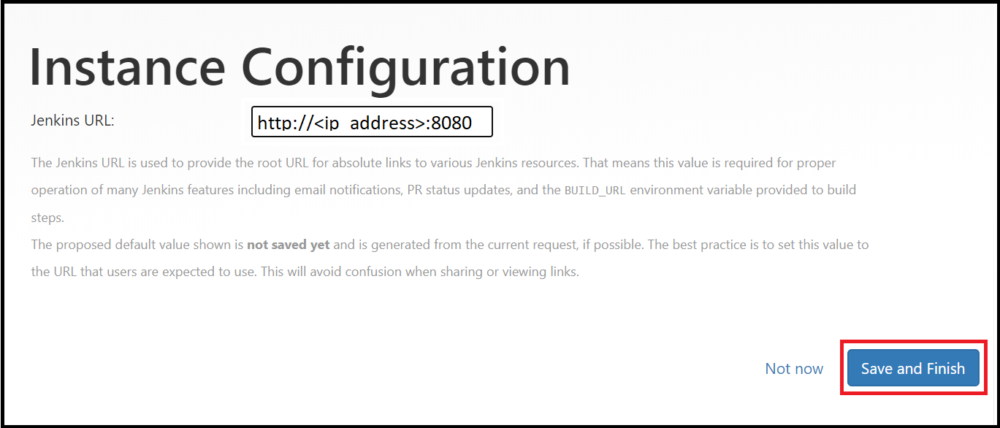 Instance Configuration
Jenkins URL:
http://<ip_address>:8080
The Jenkins URL is used to provide the root URL for absolute links to various Jenkins resources. That means this value is required for proper
operation of many Jenkins features including email notifications, PR status updates, and the BUILD_URL environment variable provided to build
steps.
The proposed default value shown is not saved yet and is generated from the current request, if possible. The best practice is to set this value to
the URL that users are expected to use. This will avoid confusion when sharing or viewing links.
Not now
Save and Finish